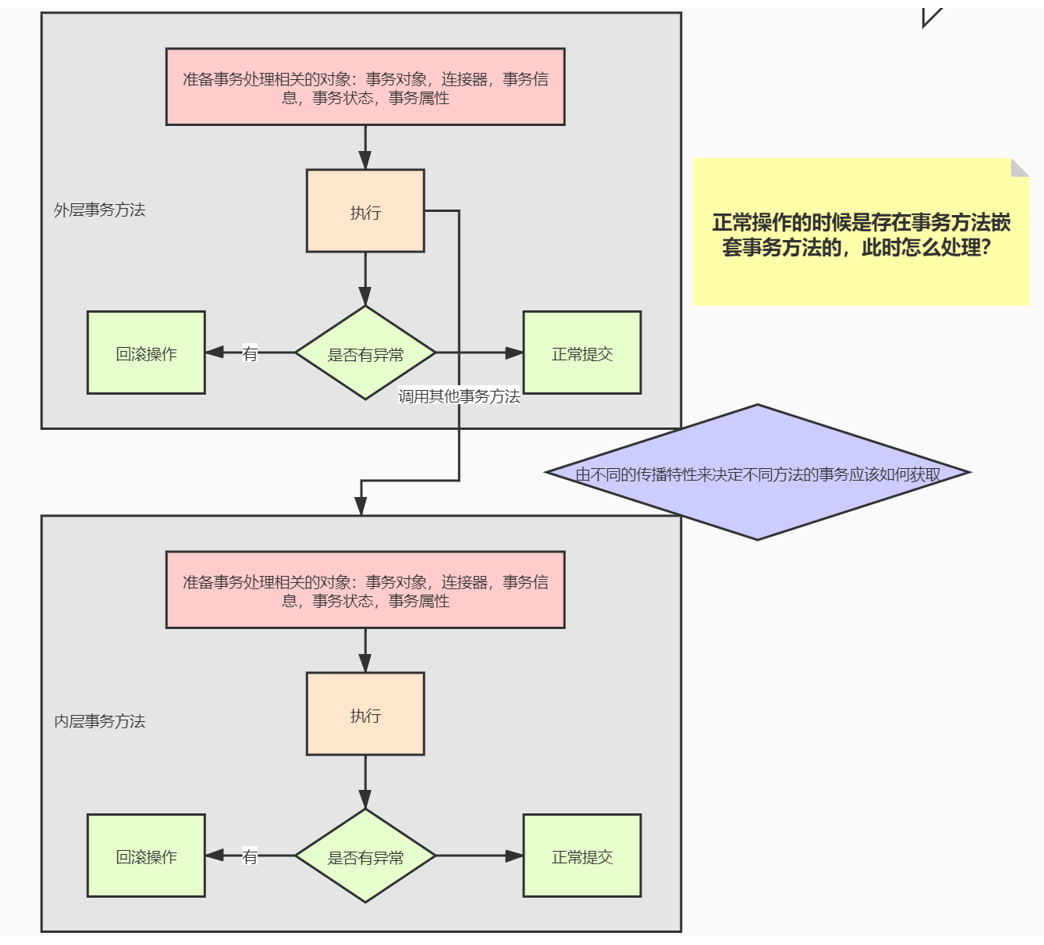 准备事务处理相关的对象：事务对象，连接器，事务信
息，事务状态，事务属性
外层事务方法
执行
正常操作的时候是存在事务方法嵌
套事务方法的，此时怎么处理？
回滚操作
有
是否有异常
正常提交
调用其他事务方法
由不同的传播特性来决定不同方法的事务应该如何获取
准备事务处理相关的对象：事务对象，连接器，事务信
息，事务状态，事务属性
内层事务方法
执行
回滚操作
有
是否有异常
正常提交